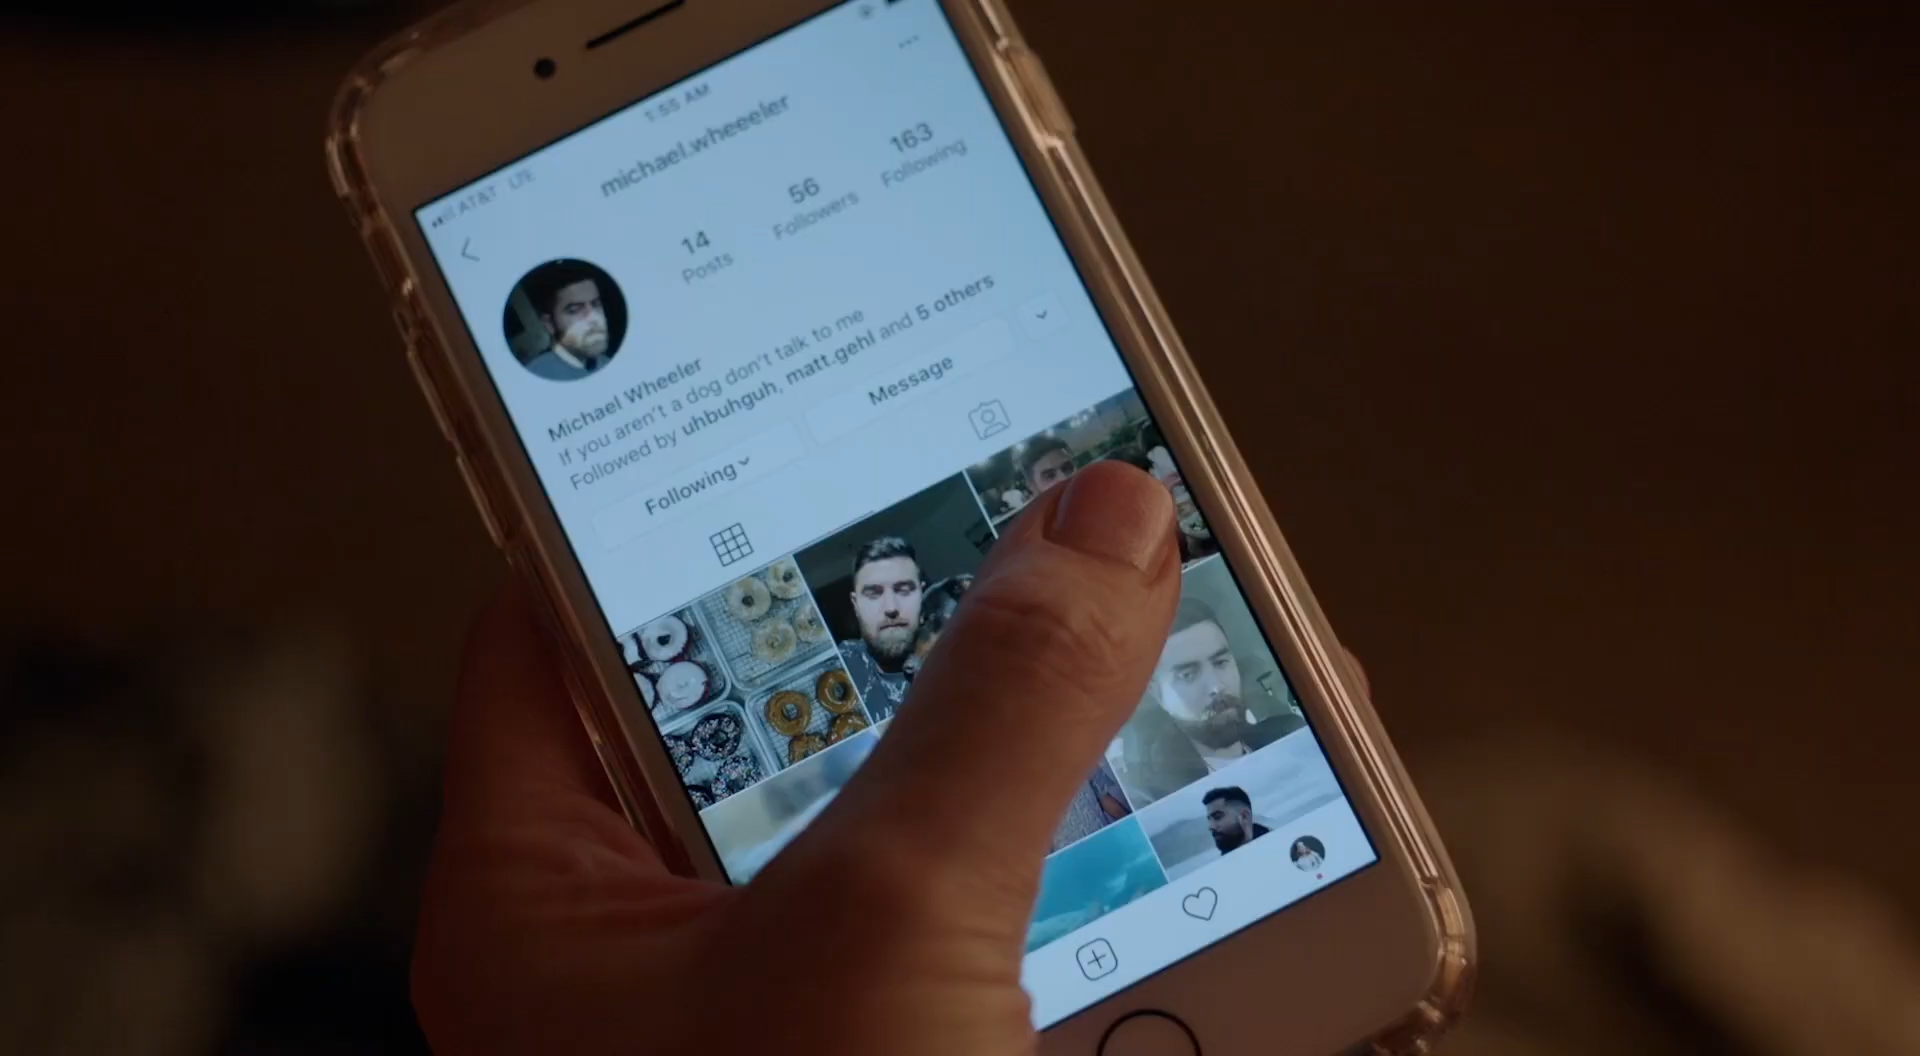 AT&T LTE
1:55 AM
michael.wheeeler
14
Posts
56
Followers
163
Following
Michael Wheeler
If you aren't a dog don't talk to me
Followed by uhbuhguh, matt.gehl and 5 others
Following
Message